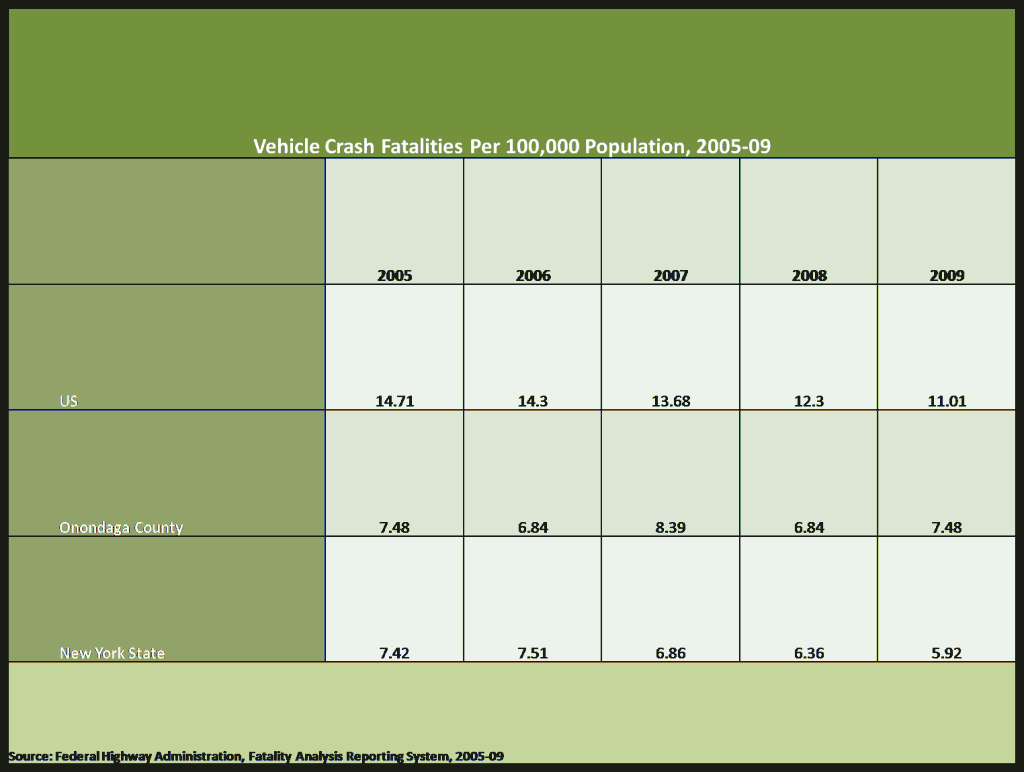 Vehicle Crash Fatalities Per 100,000 Population, 2005-09
2005 2006 2007 2008 2009
US 14.71 14.3 13.68 12.3 11.01
Onondaga County 7.48 6.84 8.39 6.84 7.48
New York State 7.42 7.51 6.86 6.36 5.92
Source: Federal Highway Administration, Fatality Analysis Reporting System, 2005-09